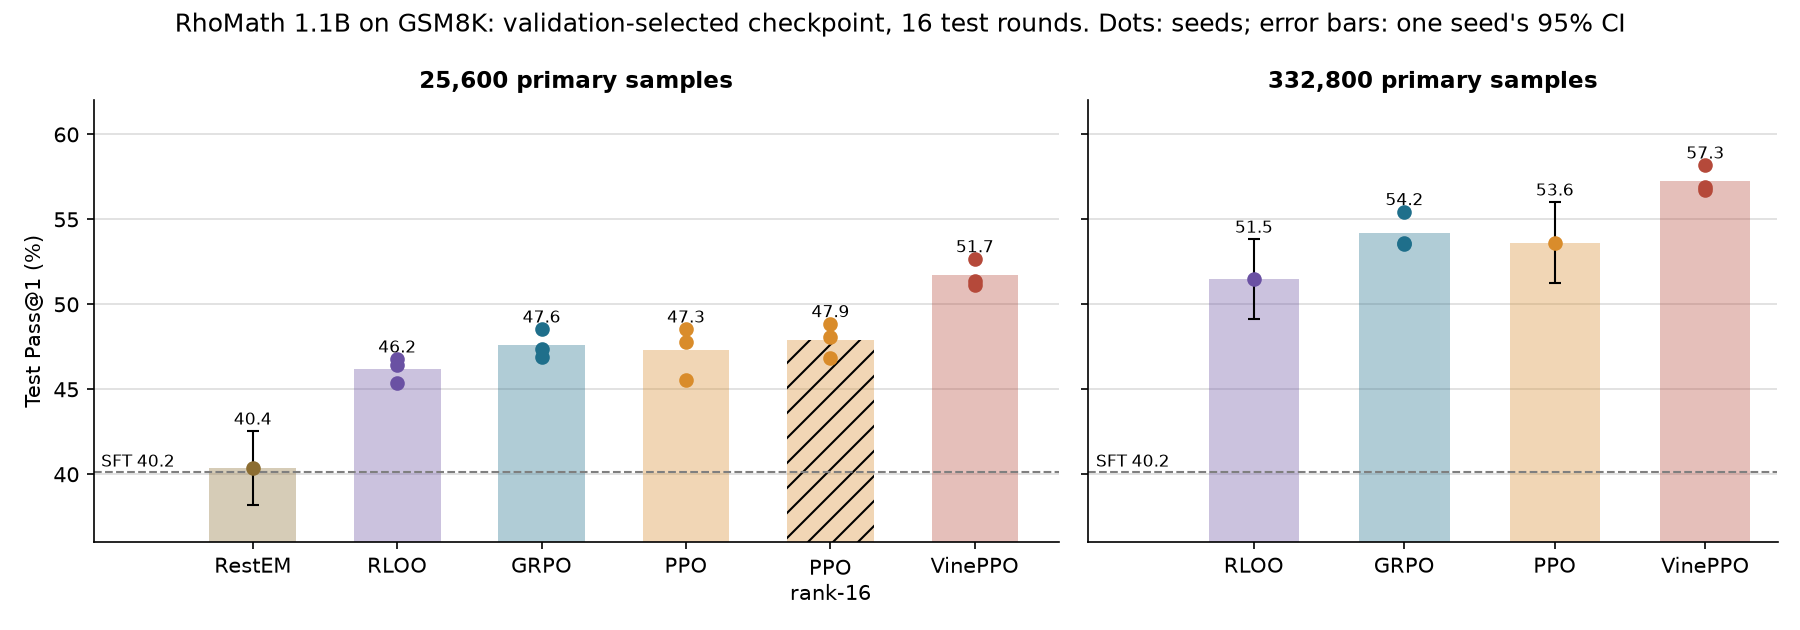 RhoMath 1.1B on GSM8K: validation-selected checkpoint, 16 test rounds. Dots: seeds; error bars: one seed's 95% CI
25,600 primary samples
Test Pass@1 (%)
60
55
50
45
40
SFT 40.2
40.4
46.2
47.6
47.3
47.9
51.7
RestEM
RLOO
GRPO
PPO
PPO
rank-16
VinePPO
332,800 primary samples
SFT 40.2
51.5
54.2
53.6
57.3
RLOO
GRPO
PPO
VinePPO